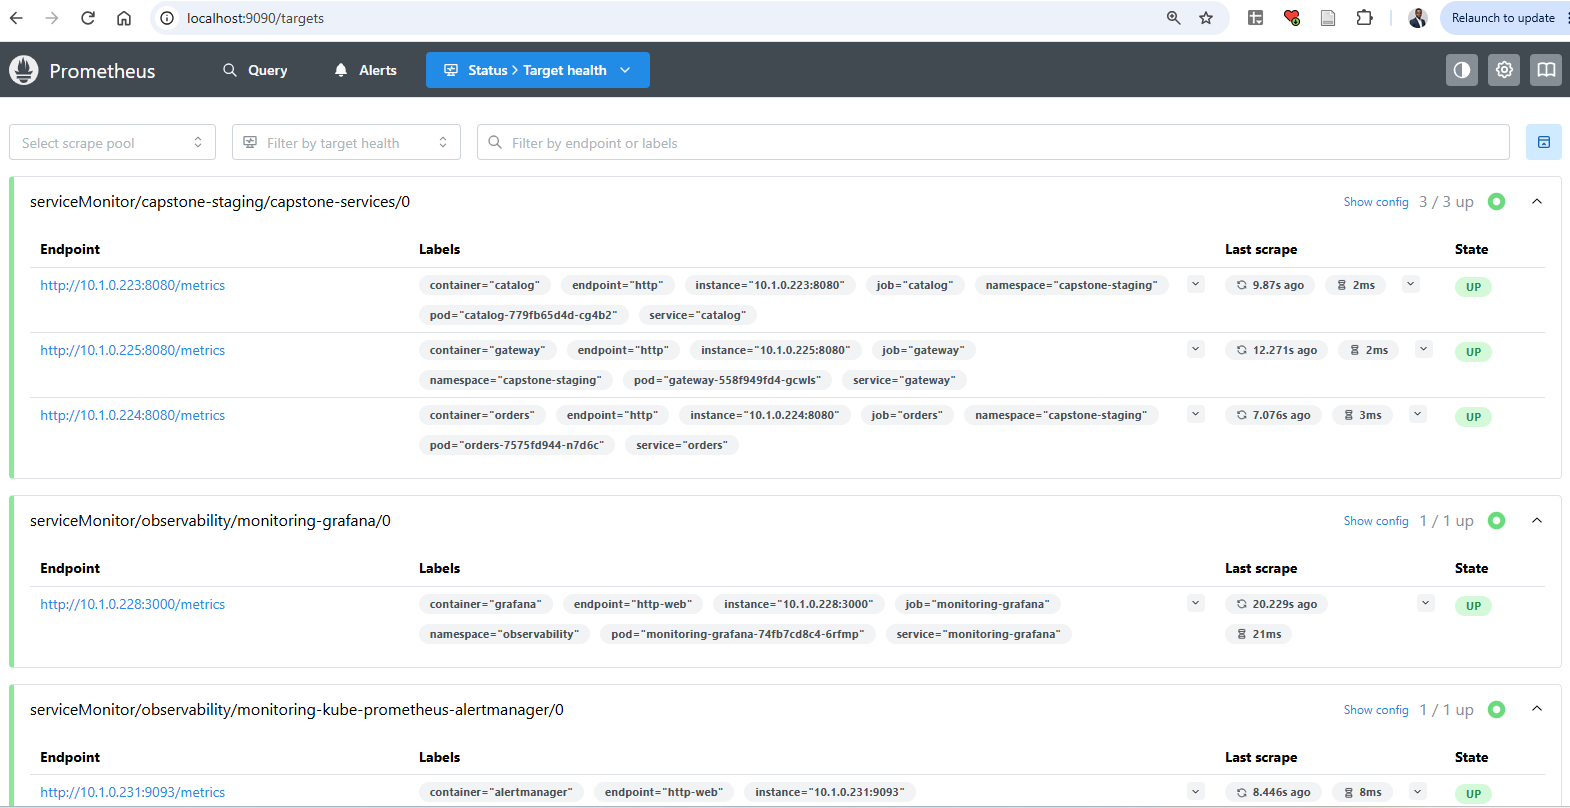 localhost:9090/targets
Relaunch to update
Prometheus
Query
Alerts
Status > Target health
Select scrape pool
Filter by target health
Filter by endpoint or labels
serviceMonitor/capstone-staging/capstone-services/0
Show config 3 / 3 up
Endpoint Labels Last scrape State
http://10.1.0.223:8080/metrics container="catalog" endpoint="http" instance="10.1.0.223:8080" job="catalog" namespace="capstone-staging" 9.87s ago 2ms UP
pod="catalog-779fb65d4d-cg4b2" service="catalog"
http://10.1.0.225:8080/metrics container="gateway" endpoint="http" instance="10.1.0.225:8080" job="gateway" 12.271s ago 2ms UP
namespace="capstone-staging" pod="gateway-558f949fd4-gcwls" service="gateway"
http://10.1.0.224:8080/metrics container="orders" endpoint="http" instance="10.1.0.224:8080" job="orders" namespace="capstone-staging" 7.076s ago 3ms UP
pod="orders-7575fd944-n7d6c" service="orders"
serviceMonitor/observability/monitoring-grafana/0
Show config 1 / 1 up
Endpoint Labels Last scrape State
http://10.1.0.228:3000/metrics container="grafana" endpoint="http-web" instance="10.1.0.228:3000" job="monitoring-grafana" 20.229s ago UP
namespace="observability" pod="monitoring-grafana-74fb7cd8c4-6rfmp" service="monitoring-grafana" 21ms
serviceMonitor/observability/monitoring-kube-prometheus-alertmanager/0
Show config 1 / 1 up
Endpoint Labels Last scrape State
http://10.1.0.231:9093/metrics container="alertmanager" endpoint="http-web" instance="10.1.0.231:9093" 8.446s ago 8ms UP